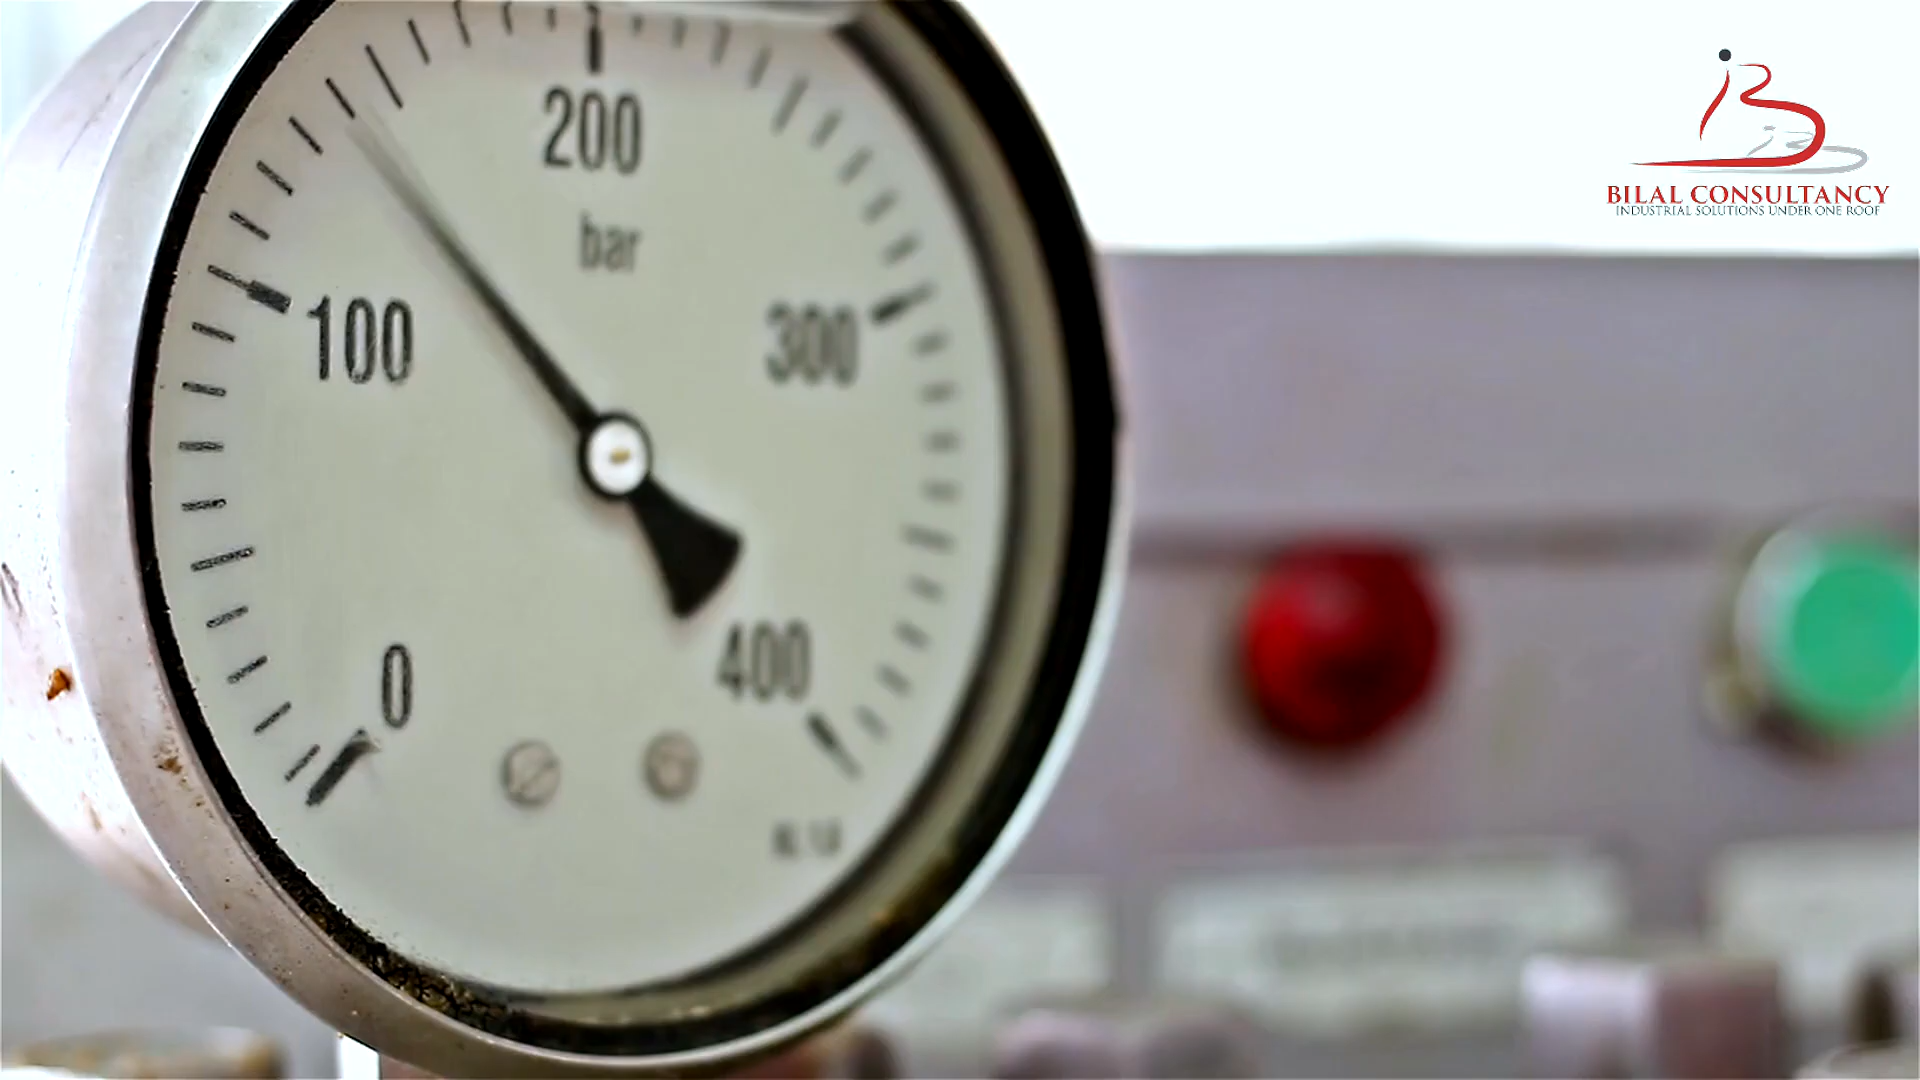 BILAL CONSULTANCY
INDUSTRIAL SOLUTIONS UNDER ONE ROOF
200
bar
100
300
0
400